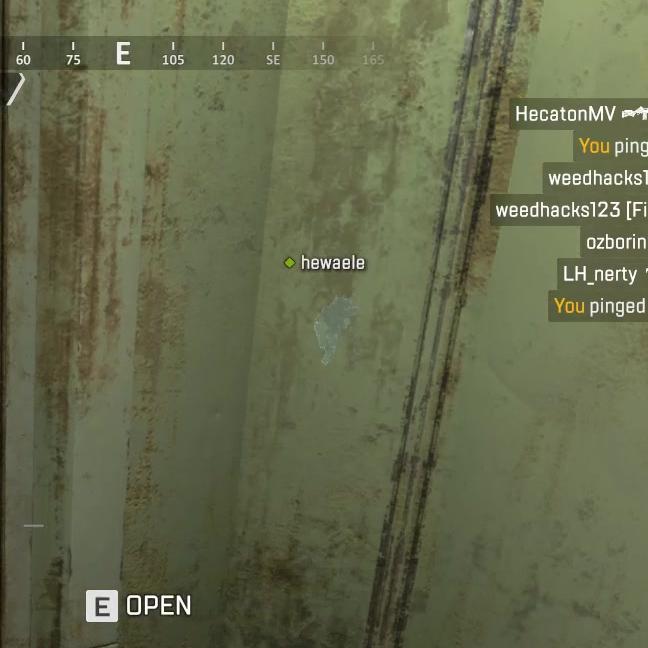 60 75 E 105 120 SE 150 165
HecatonMV
You ping
weedhacks1
weedhacks123 [Fi
ozborin
hewaele
LH_nerty
You pinged
E OPEN